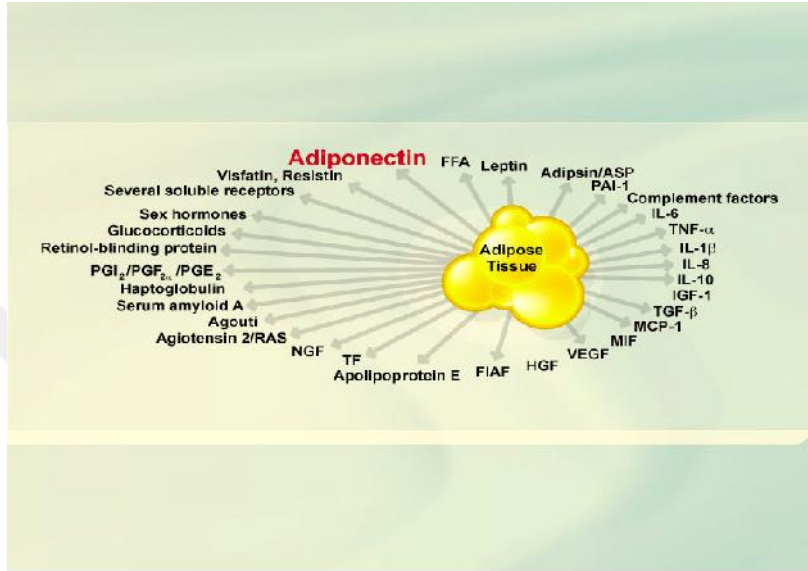 Adiponectin
FFA
Leptin
Adipsin/ASP
PAI-1
Complement factors
IL-6
TNF-α
IL-1β
IL-8
IL-10
IGF-1
TGF-β
MCP-1
MIF
VEGF
HGF
FIAF
Apolipoprotein E
TF
NGF
Agiotensin 2/RAS
Agouti
Serum amyloid A
Haptoglobulin
PGI₂/PGF₂α/PGE₂
Retinol-blinding protein
Glucocorticoids
Sex hormones
Several soluble receptors
Visfatin, Resistin
Adipose
Tissue